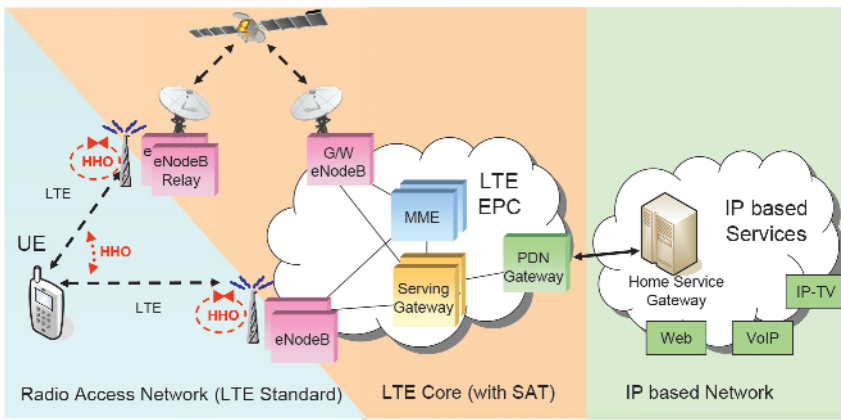 e
eNodeB
Relay
HHO
LTE
UE
HHO
LTE
HHO
eNodeB
G/W
eNodeB
LTE
EPC
MME
Serving
Gateway
PDN
Gateway
IP based
Services
Home Service
Gateway
IP-TV
Web
VoIP
Radio Access Network (LTE Standard)
LTE Core (with SAT)
IP based Network